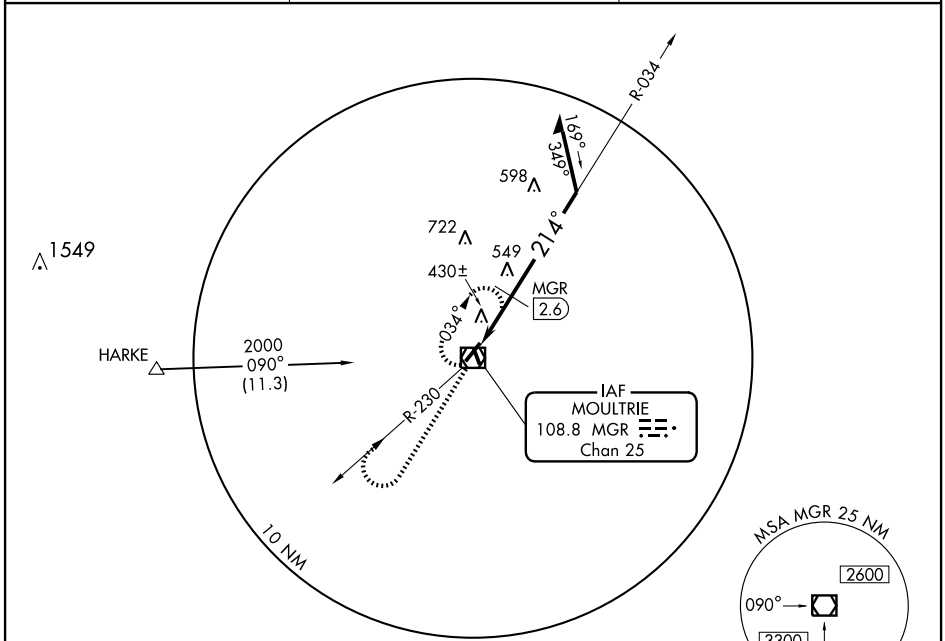 R-034
169°
349°
598
214°
722
549
430±
MGR
2.6
034°
1549
HARKE
2000
090°
(11.3)
R-230
IAF
MOULTRIE
108.8 MGR
Chan 25
10 NM
MSA MGR 25 NM
2600
090°
3300